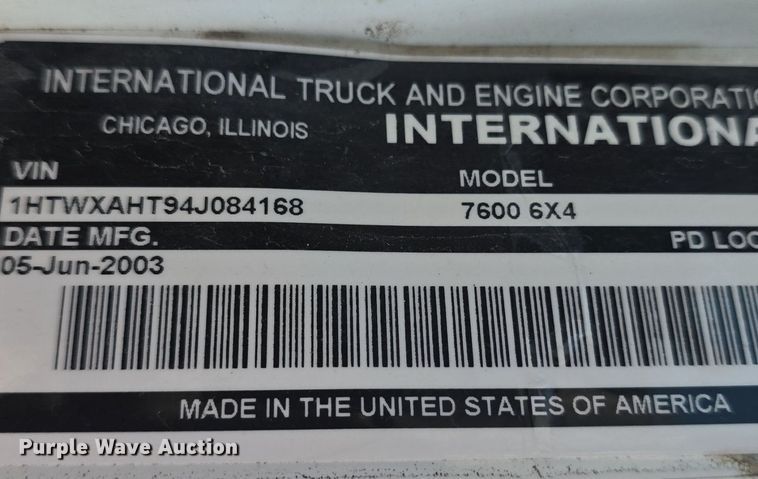 INTERNATIONAL TRUCK AND ENGINE CORPORATIO
CHICAGO, ILLINOIS INTERNATIONA
VIN MODEL
1HTWXAHT94J084168 7600 6X4
DATE MFG. PD LOC
05-Jun-2003
MADE IN THE UNITED STATES OF AMERICA
Purple Wave Auction